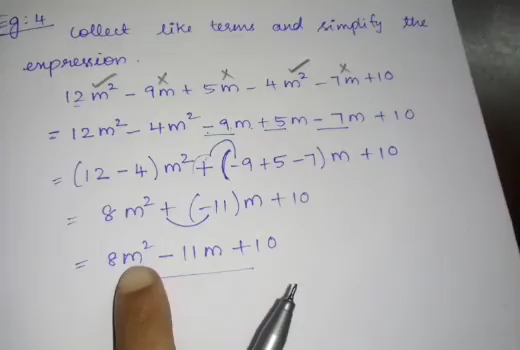 Eg: 4 collect like terms and simplify the
expression.
12m² - 9m + 5m - 4m² - 7m + 10
= 12m² - 4m² - 9m + 5m - 7m + 10
= (12 - 4)m² + (-9 + 5 - 7)m + 10
= 8m² + (-11)m + 10
= 8m² - 11m + 10